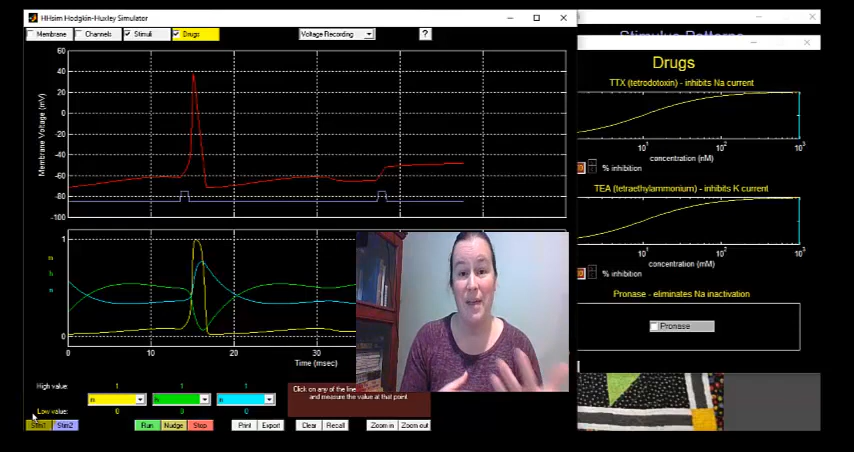 HHsim Hodgkin-Huxley Simulator
Membrane
Channels
Stimuli
Drugs
Voltage Recording
?
60
40
20
0
-20
-40
-60
-80
-100
Membrane Voltage (mV)
1
m
h
n
0
0
10
20
30
Time (msec)
High value:
1
1
1
m
h
n
Low value:
0
0
0
Click on any of the line
and measure the value at that point
Stim1
Stim2
Run
Nudge
Stop
Print
Export
Clear
Recall
Zoom in
Zoom out
Stimulus Patterns
Drugs
TTX (tetrodotoxin) - inhibits Na current
10¹
10²
10³
concentration (nM)
0
% inhibition
TEA (tetraethylammonium) - inhibits K current
10¹
10²
10³
concentration (mM)
0
% inhibition
Pronase - eliminates Na inactivation
Pronase